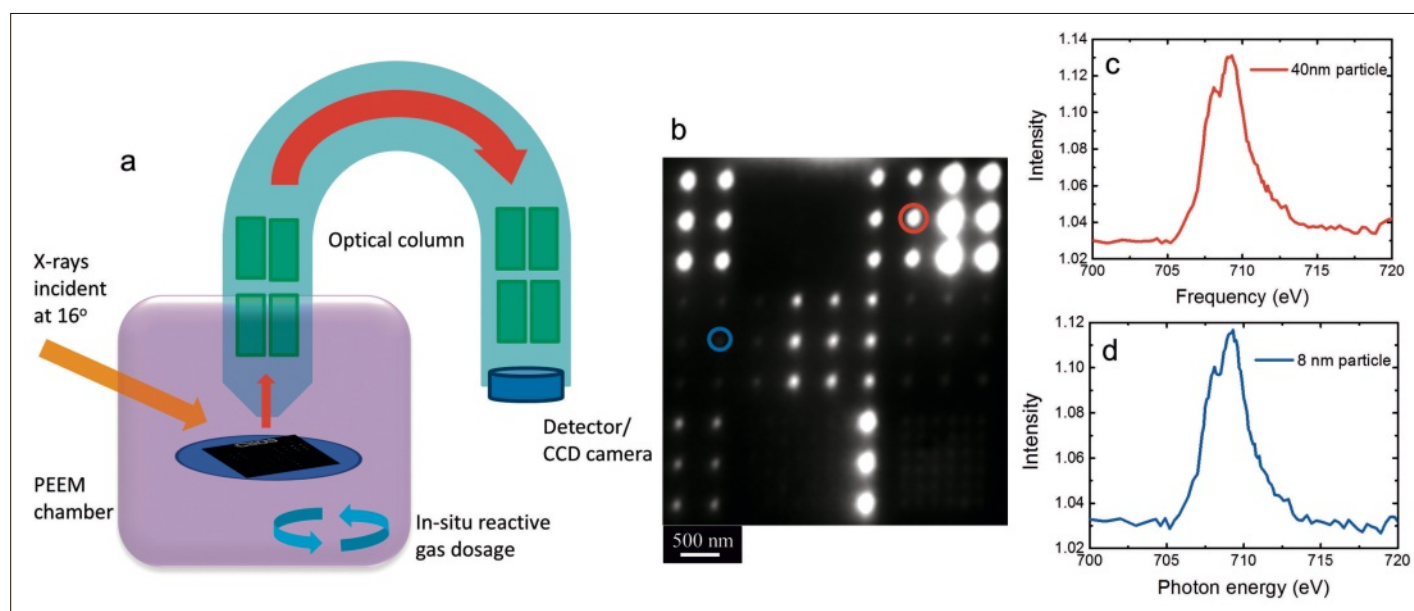 a
X-rays
incident
at 16°
Optical column
PEEM
chamber
Detector/
CCD camera
In-situ reactive
gas dosage
b
500 nm
c
40nm particle
Intensity
1.14
1.12
1.10
1.08
1.06
1.04
1.02
700 705 710 715 720
Frequency (eV)
d
8 nm particle
Intensity
1.12
1.10
1.08
1.06
1.04
1.02
700 705 710 715 720
Photon energy (eV)